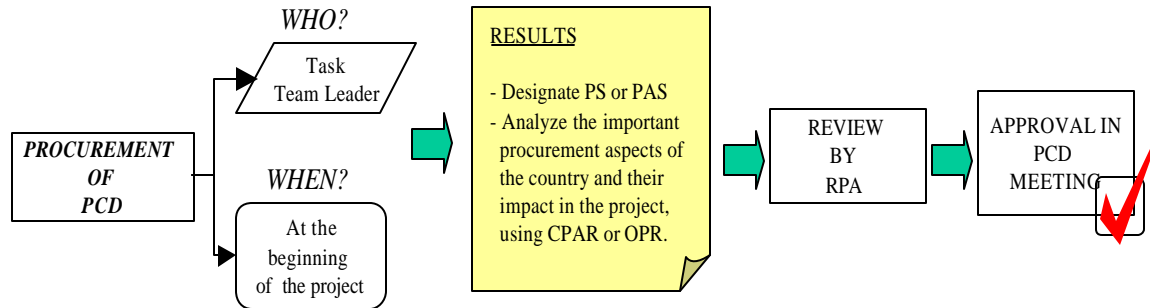 PROCUREMENT
OF
PCD
WHO?
Task
Team Leader
WHEN?
At the
beginning
of the project
RESULTS
- Designate PS or PAS
- Analyze the important
procurement aspects of
the country and their
impact in the project,
using CPAR or OPR.
REVIEW
BY
RPA
APPROVAL IN
PCD
MEETING